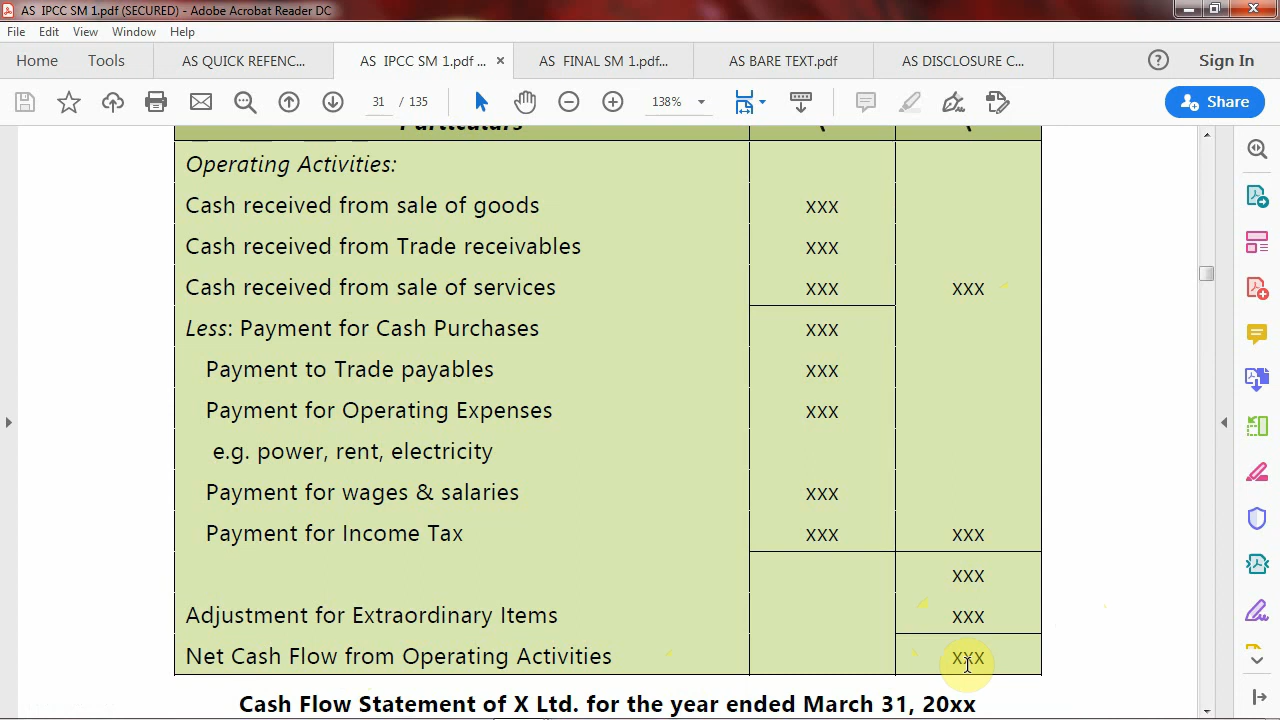 AS IPCC SM 1.pdf (SECURED) - Adobe Acrobat Reader DC
File Edit View Window Help
Home Tools AS QUICK REFENC... AS IPCC SM 1.pdf ... × AS FINAL SM 1.pdf... AS BARE TEXT.pdf AS DISCLOSURE C... Sign In
31 / 135 138% Share
Particulars
Operating Activities:
Cash received from sale of goods xxx
Cash received from Trade receivables xxx
Cash received from sale of services xxx xxx
Less: Payment for Cash Purchases xxx
Payment to Trade payables xxx
Payment for Operating Expenses xxx
e.g. power, rent, electricity
Payment for wages & salaries xxx
Payment for Income Tax xxx xxx
xxx
Adjustment for Extraordinary Items xxx
Net Cash Flow from Operating Activities xxx
Cash Flow Statement of X Ltd. for the year ended March 31, 20xx